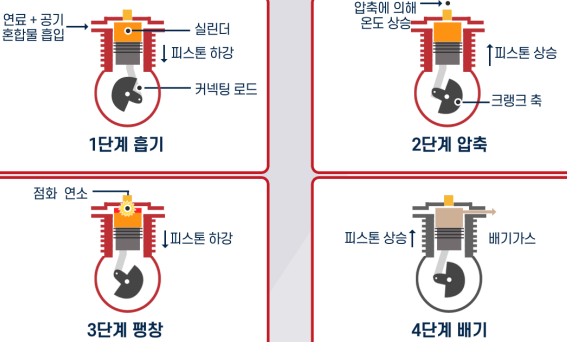 연료 + 공기
혼합물 흡입
실린더
피스톤 하강
커넥팅 로드
1단계 흡기
압축에 의해
온도 상승
피스톤 상승
크랭크 축
2단계 압축
점화 연소
피스톤 하강
3단계 팽창
피스톤 상승
배기가스
4단계 배기